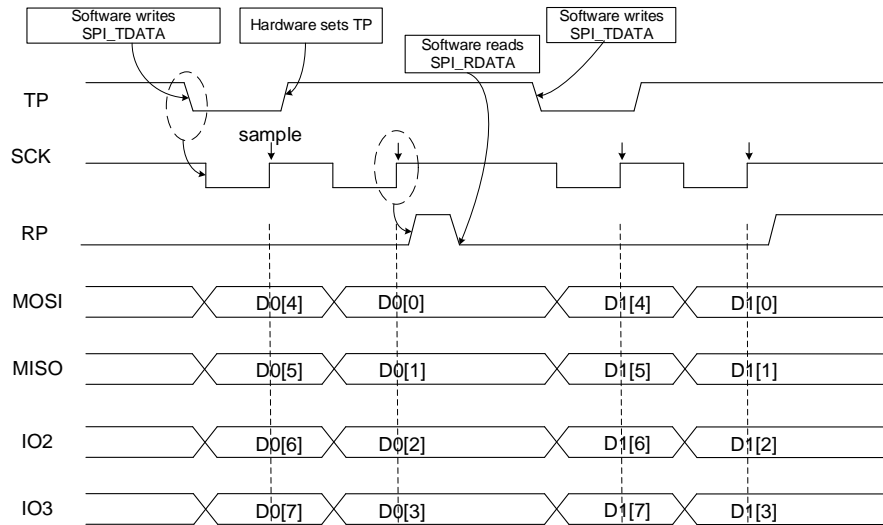 Software writes
SPI_TDATA
Hardware sets TP
Software reads
SPI_RDATA
Software writes
SPI_TDATA
TP
sample
SCK
RP
MOSI D0[4] D0[0] D1[4] D1[0]
MISO D0[5] D0[1] D1[5] D1[1]
IO2 D0[6] D0[2] D1[6] D1[2]
IO3 D0[7] D0[3] D1[7] D1[3]